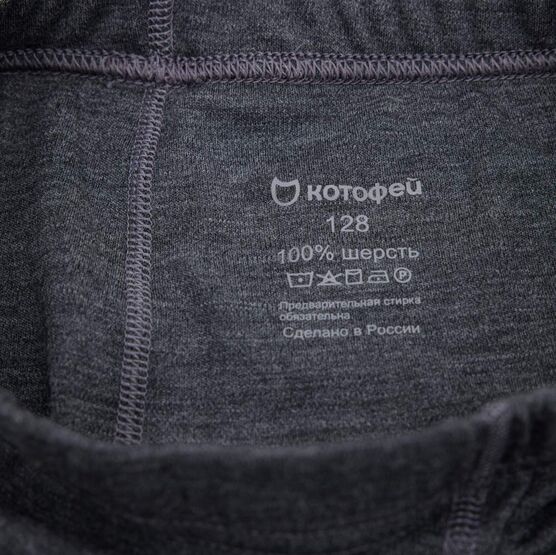 котофей
128
100% шерсть
Предварительная стирка
обязательна
Сделано в России